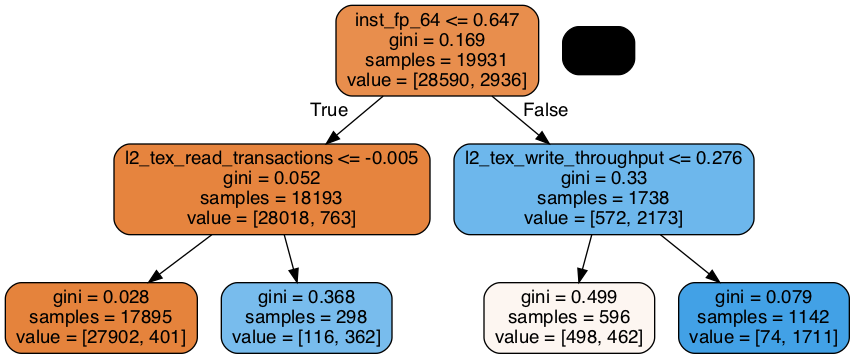 inst_fp_64 <= 0.647
gini = 0.169
samples = 19931
value = [28590, 2936]
True
False
l2_tex_read_transactions <= -0.005
gini = 0.052
samples = 18193
value = [28018, 763]
l2_tex_write_throughput <= 0.276
gini = 0.33
samples = 1738
value = [572, 2173]
gini = 0.028
samples = 17895
value = [27902, 401]
gini = 0.368
samples = 298
value = [116, 362]
gini = 0.499
samples = 596
value = [498, 462]
gini = 0.079
samples = 1142
value = [74, 1711]